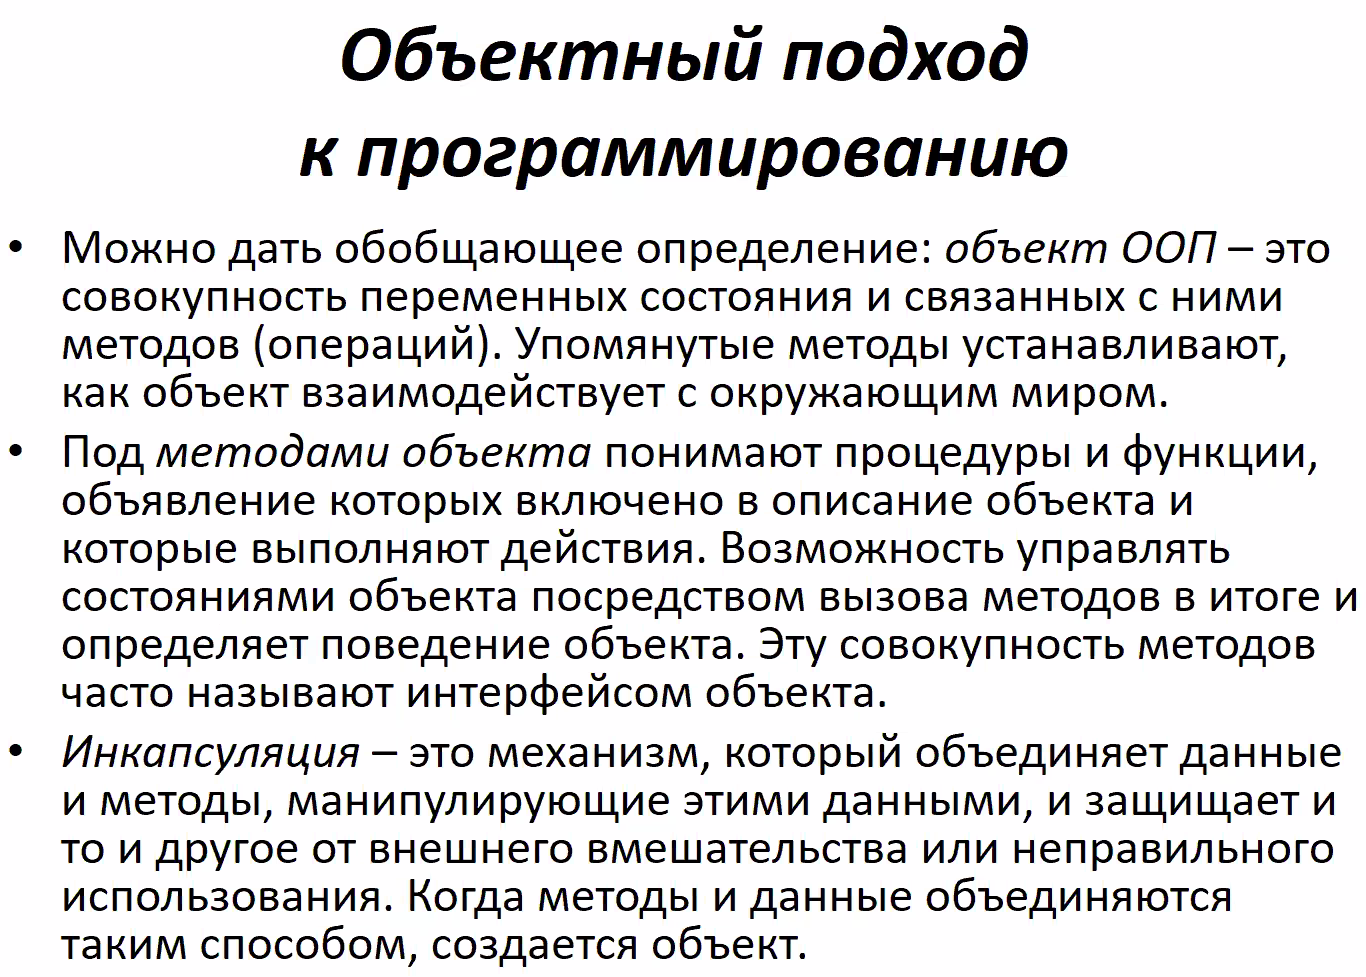 Объектный подход
к программированию
• Можно дать обобщающее определение: объект ООП – это
совокупность переменных состояния и связанных с ними
методов (операций). Упомянутые методы устанавливают,
как объект взаимодействует с окружающим миром.
• Под методами объекта понимают процедуры и функции,
объявление которых включено в описание объекта и
которые выполняют действия. Возможность управлять
состояниями объекта посредством вызова методов в итоге и
определяет поведение объекта. Эту совокупность методов
часто называют интерфейсом объекта.
• Инкапсуляция – это механизм, который объединяет данные
и методы, манипулирующие этими данными, и защищает и
то и другое от внешнего вмешательства или неправильного
использования. Когда методы и данные объединяются
таким способом, создается объект.